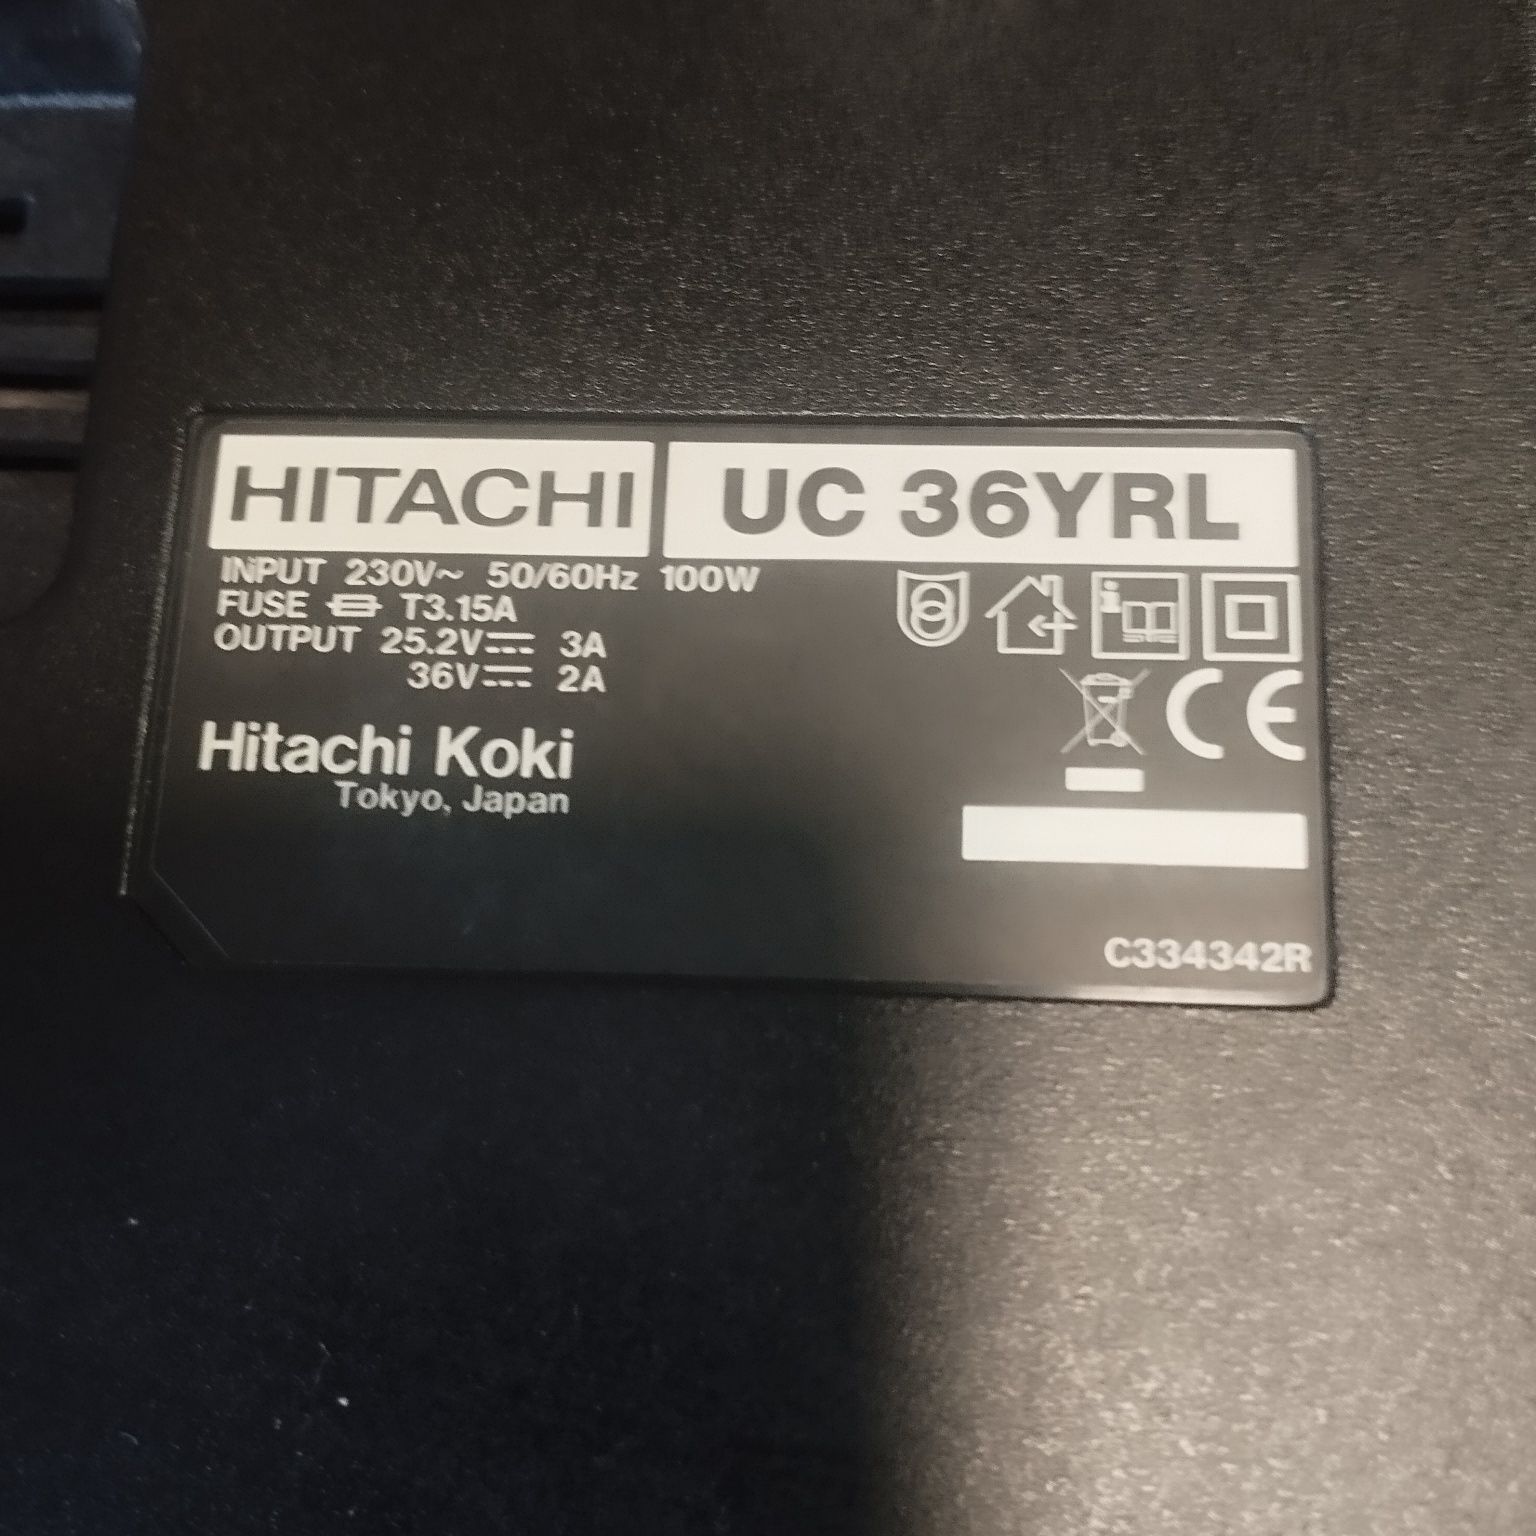 HITACHI UC 36YRL
INPUT 230V~ 50/60Hz 100W
FUSE T3.15A
OUTPUT 25.2V⎓ 3A
36V⎓ 2A
Hitachi Koki
Tokyo, Japan
i
CE
C334342R